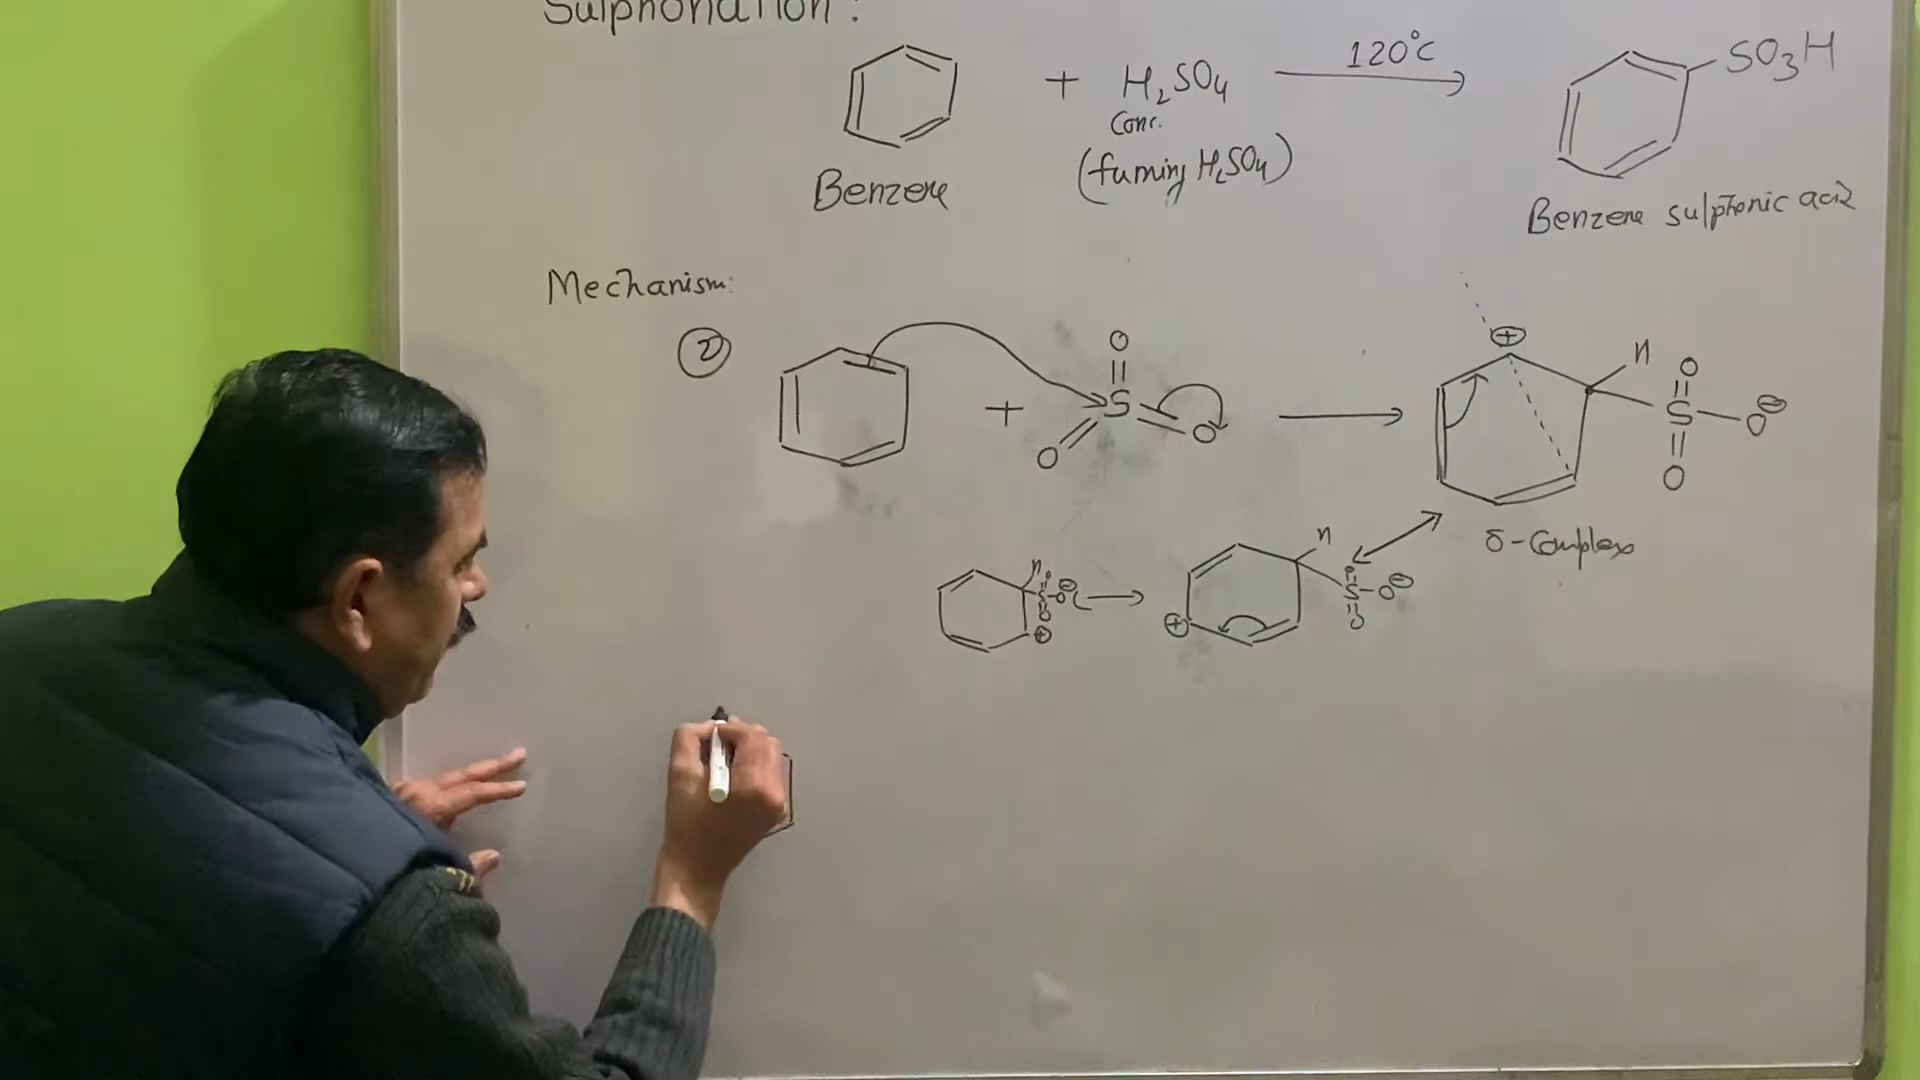 Sulphonation :
+ H₂SO₄ 120°C SO₃H
Conc.
(fuming H₂SO₄)
Benzene
Benzene sulphonic acid
Mechanism:
②
O
+ S O
O
⊕ H
O
S O⊖
O
σ-Complex
H
O
S-O⊖
O
⊕
H
O
S-O⊖
O
⊕